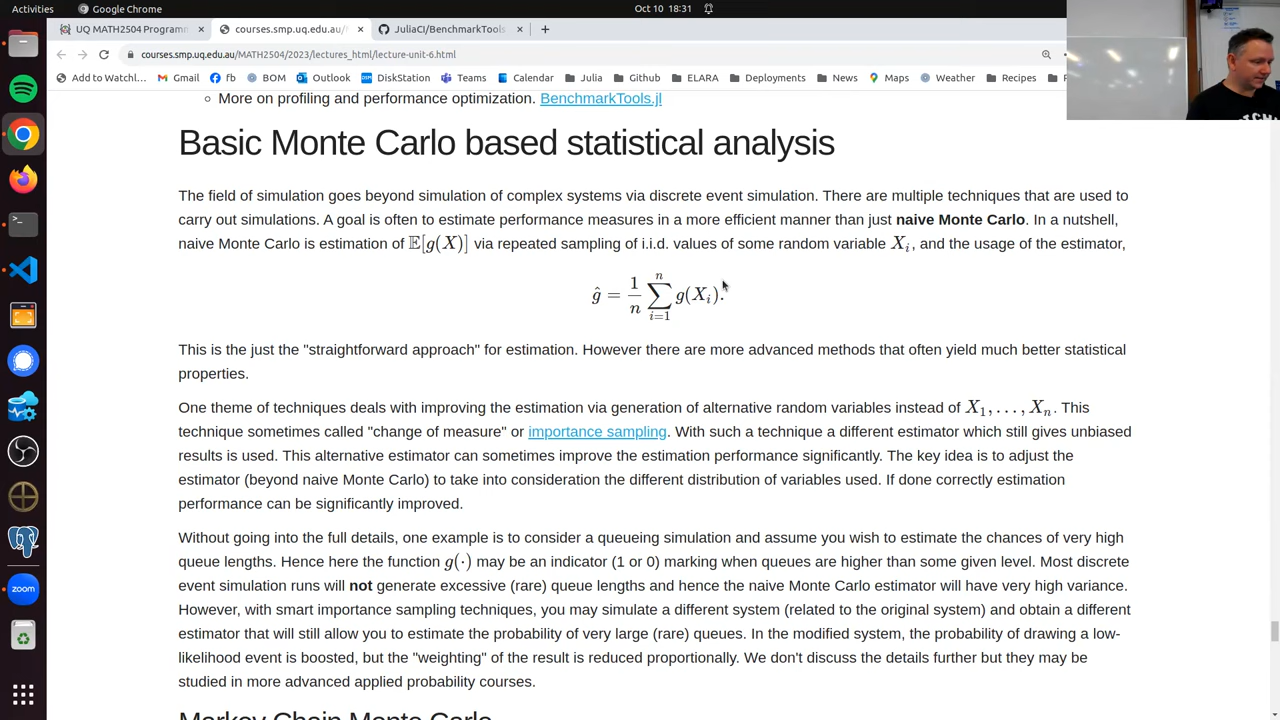 Activities
Google Chrome
Oct 10 18:31
UQ MATH2504 Programm
courses.smp.uq.edu.au/
JuliaCI/BenchmarkTools
courses.smp.uq.edu.au/MATH2504/2023/lectures_html/lecture-unit-6.html
Add to Watchl... Gmail fb BOM Outlook DiskStation Teams Calendar Julia Github ELARA Deployments News Maps Weather Recipes
More on profiling and performance optimization. BenchmarkTools.jl
Basic Monte Carlo based statistical analysis
The field of simulation goes beyond simulation of complex systems via discrete event simulation. There are multiple techniques that are used to
carry out simulations. A goal is often to estimate performance measures in a more efficient manner than just naive Monte Carlo. In a nutshell,
naive Monte Carlo is estimation of 𝔼[g(X)] via repeated sampling of i.i.d. values of some random variable X_i, and the usage of the estimator,
ĝ = 1/n ∑_{i=1}^{n} g(X_i).
This is the just the "straightforward approach" for estimation. However there are more advanced methods that often yield much better statistical
properties.
One theme of techniques deals with improving the estimation via generation of alternative random variables instead of X_1, . . . , X_n. This
technique sometimes called "change of measure" or importance sampling. With such a technique a different estimator which still gives unbiased
results is used. This alternative estimator can sometimes improve the estimation performance significantly. The key idea is to adjust the
estimator (beyond naive Monte Carlo) to take into consideration the different distribution of variables used. If done correctly estimation
performance can be significantly improved.
Without going into the full details, one example is to consider a queueing simulation and assume you wish to estimate the chances of very high
queue lengths. Hence here the function g(·) may be an indicator (1 or 0) marking when queues are higher than some given level. Most discrete
event simulation runs will not generate excessive (rare) queue lengths and hence the naive Monte Carlo estimator will have very high variance.
However, with smart importance sampling techniques, you may simulate a different system (related to the original system) and obtain a different
estimator that will still allow you to estimate the probability of very large (rare) queues. In the modified system, the probability of drawing a low-
likelihood event is boosted, but the "weighting" of the result is reduced proportionally. We don't discuss the details further but they may be
studied in more advanced applied probability courses.
Markov Chain Monte Carlo
zoom